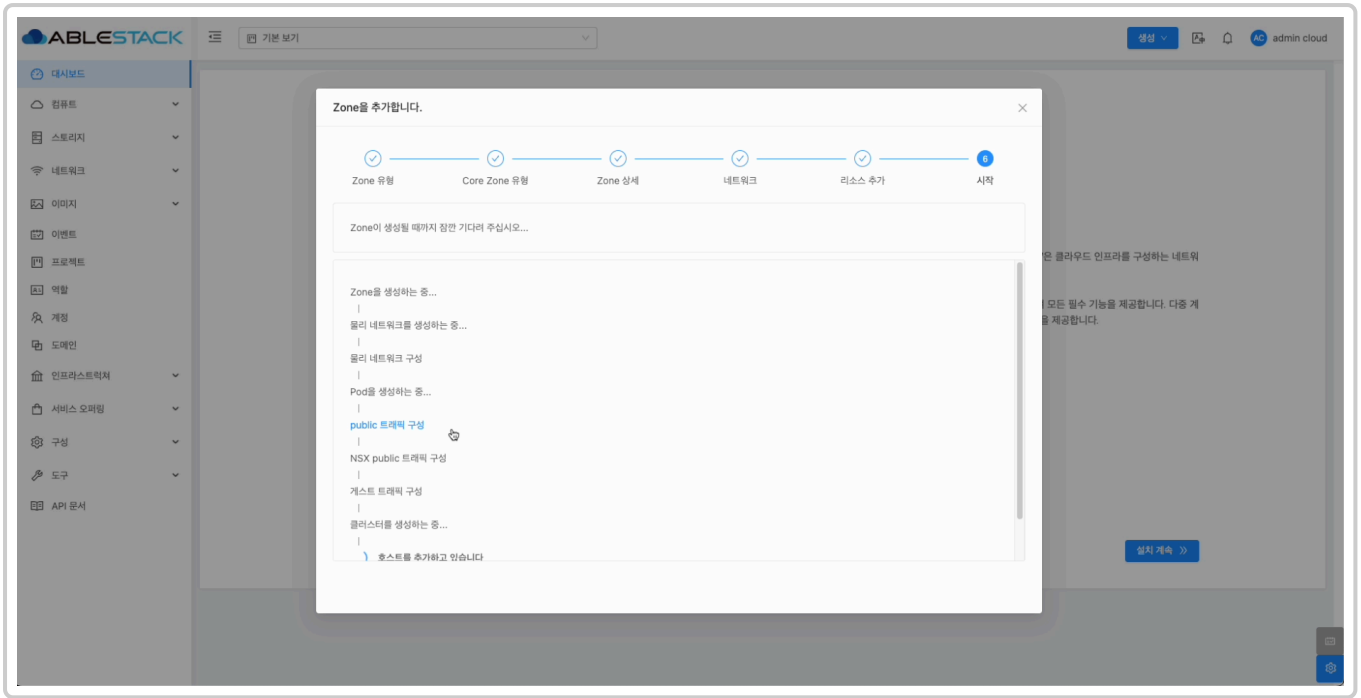 ABLESTACK
기본 보기
생성
AC
admin cloud
대시보드
컴퓨트
스토리지
네트워크
이미지
이벤트
프로젝트
역할
계정
도메인
인프라스트럭쳐
서비스 오퍼링
구성
도구
API 문서
Zone을 추가합니다.
6
Zone 유형
Core Zone 유형
Zone 상세
네트워크
리소스 추가
시작
Zone이 생성될 때까지 잠깐 기다려 주십시오...
Zone을 생성하는 중...
물리 네트워크를 생성하는 중...
물리 네트워크 구성
Pod을 생성하는 중...
public 트래픽 구성
NSX public 트래픽 구성
게스트 트래픽 구성
클러스터를 생성하는 중...
호스트를 추가하고 있습니다
은 클라우드 인프라를 구성하는 네트워
모든 필수 기능을 제공합니다. 다중 계
을 제공합니다.
설치 계속